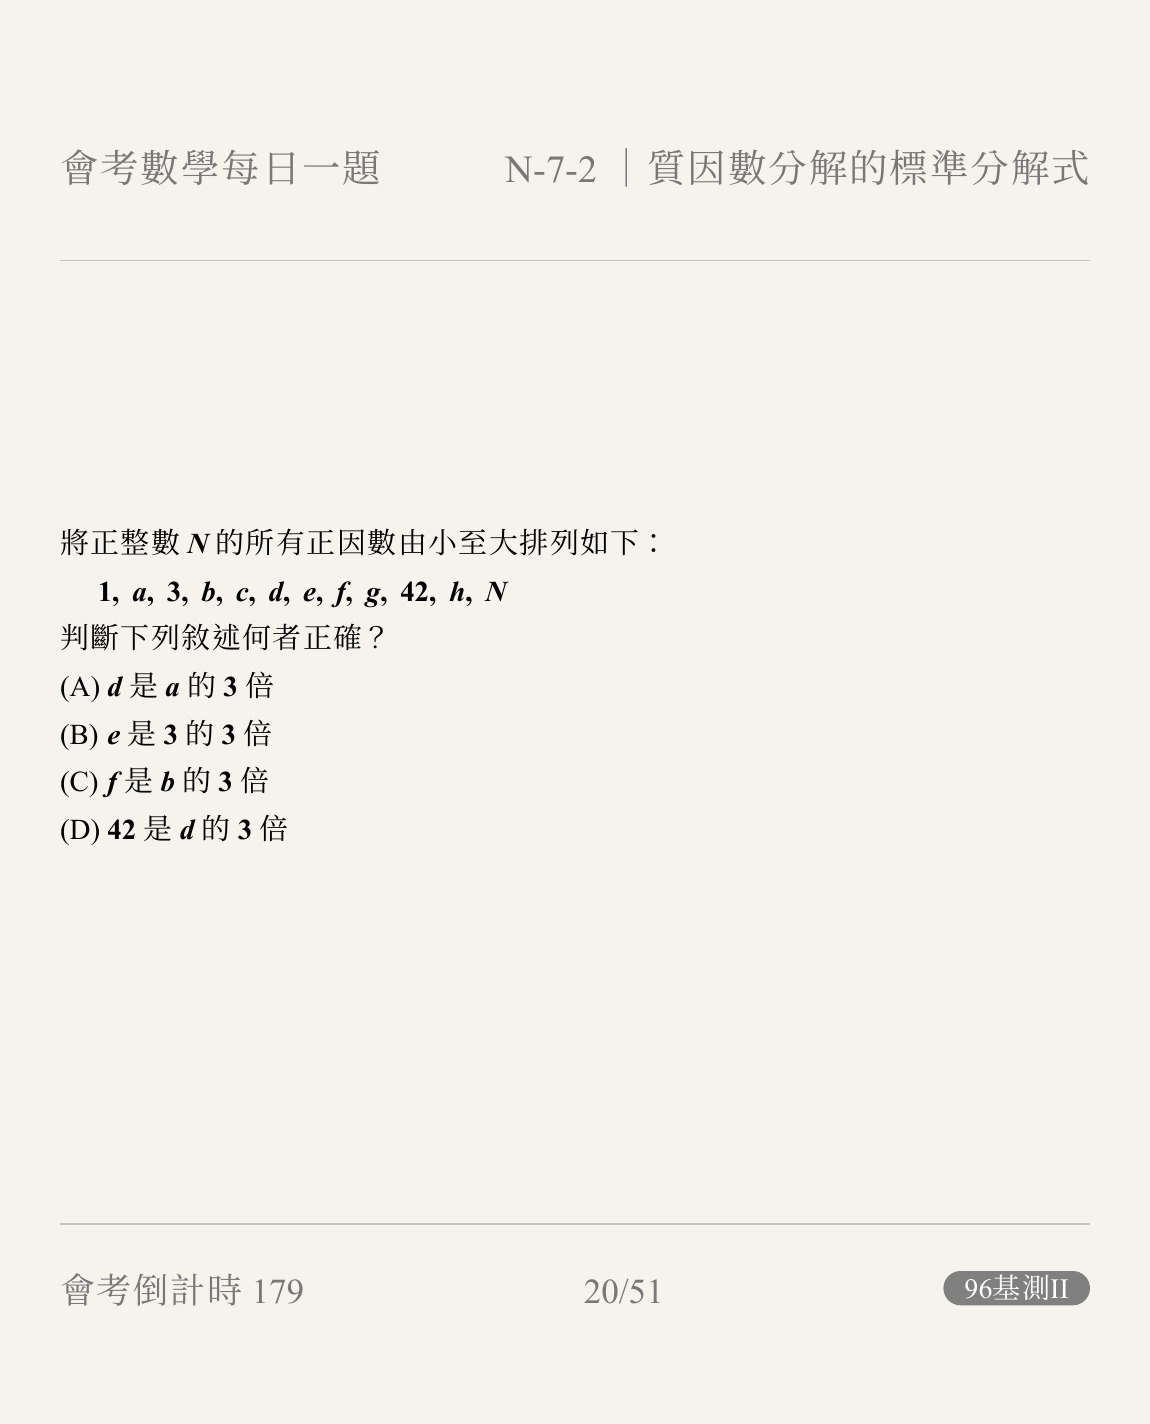 會考數學每日一題
N-7-2｜質因數分解的標準分解式
將正整數 N 的所有正因數由小至大排列如下：
1, a, 3, b, c, d, e, f, g, 42, h, N
判斷下列敘述何者正確？
(A) d 是 a 的 3 倍
(B) e 是 3 的 3 倍
(C) f 是 b 的 3 倍
(D) 42 是 d 的 3 倍
會考倒計時 179
20/51
96基測II